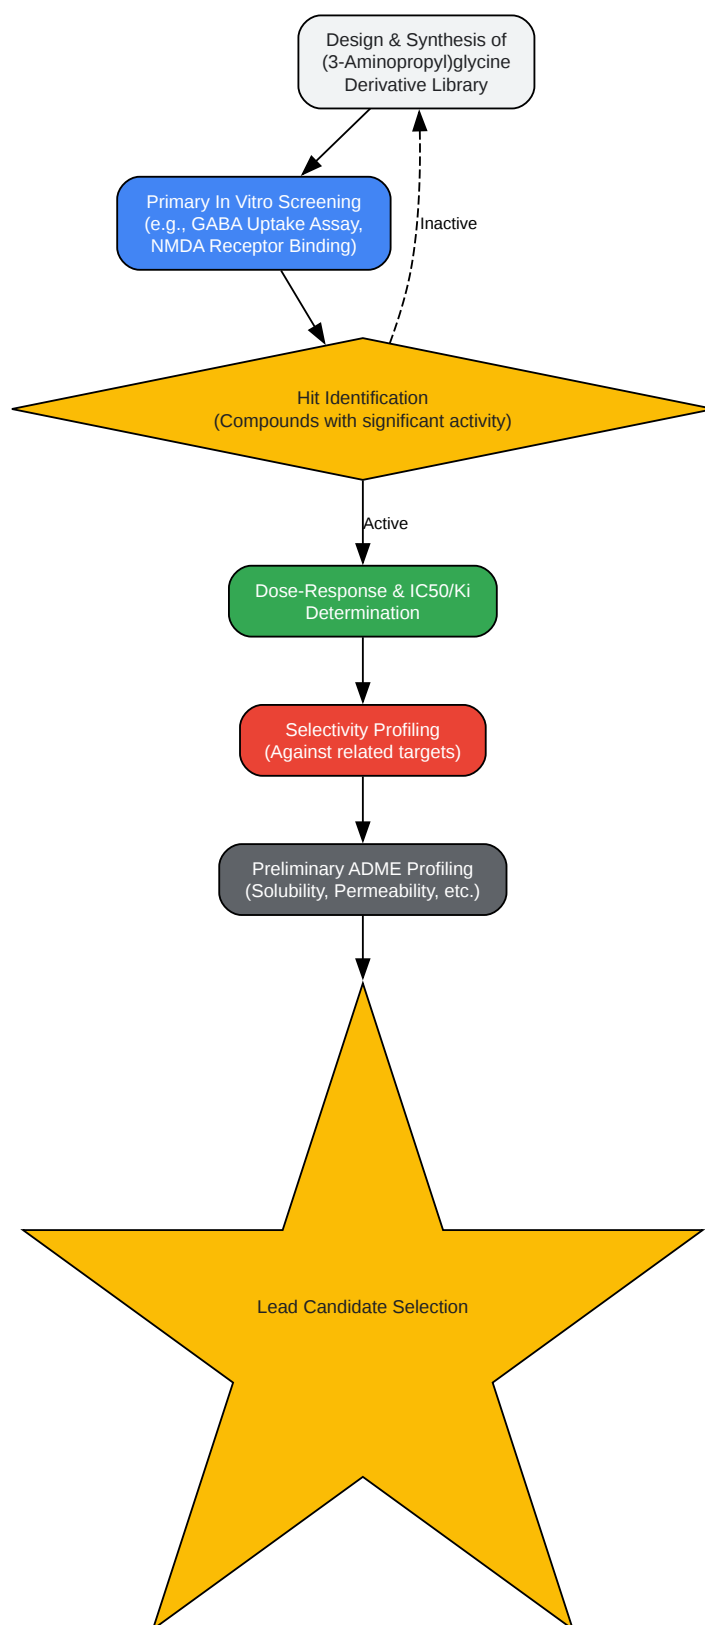 Design & Synthesis of
(3-Aminopropyl)glycine
Derivative Library
Primary In Vitro Screening
(e.g., GABA Uptake Assay,
NMDA Receptor Binding)
Inactive
Hit Identification
(Compounds with significant activity)
Active
Dose-Response & IC50/Ki
Determination
Selectivity Profiling
(Against related targets)
Preliminary ADME Profiling
(Solubility, Permeability, etc.)
Lead Candidate Selection